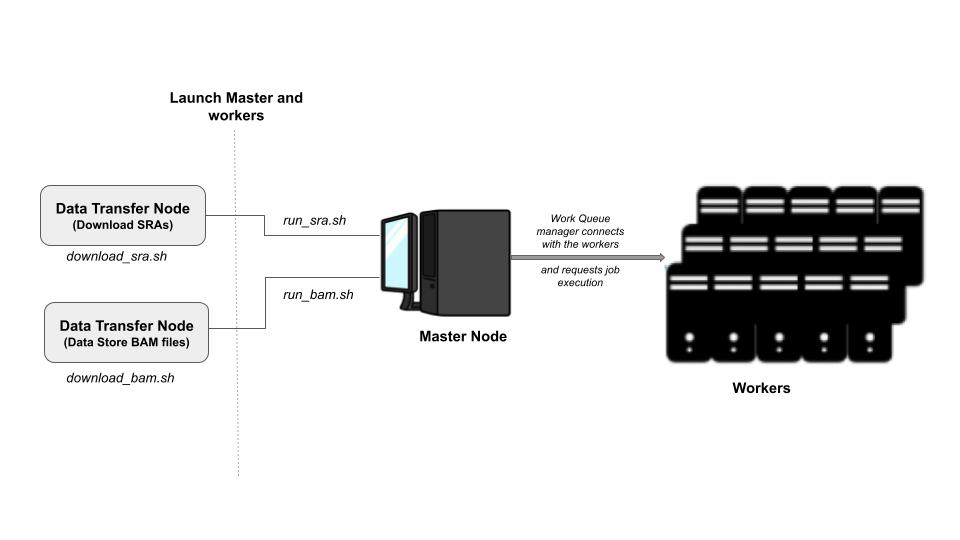 Launch Master and
workers
Data Transfer Node
(Download SRAs)
download_sra.sh
run_sra.sh
Data Transfer Node
(Data Store BAM files)
download_bam.sh
run_bam.sh
Master Node
Work Queue
manager connects
with the workers
and requests job
execution
Workers